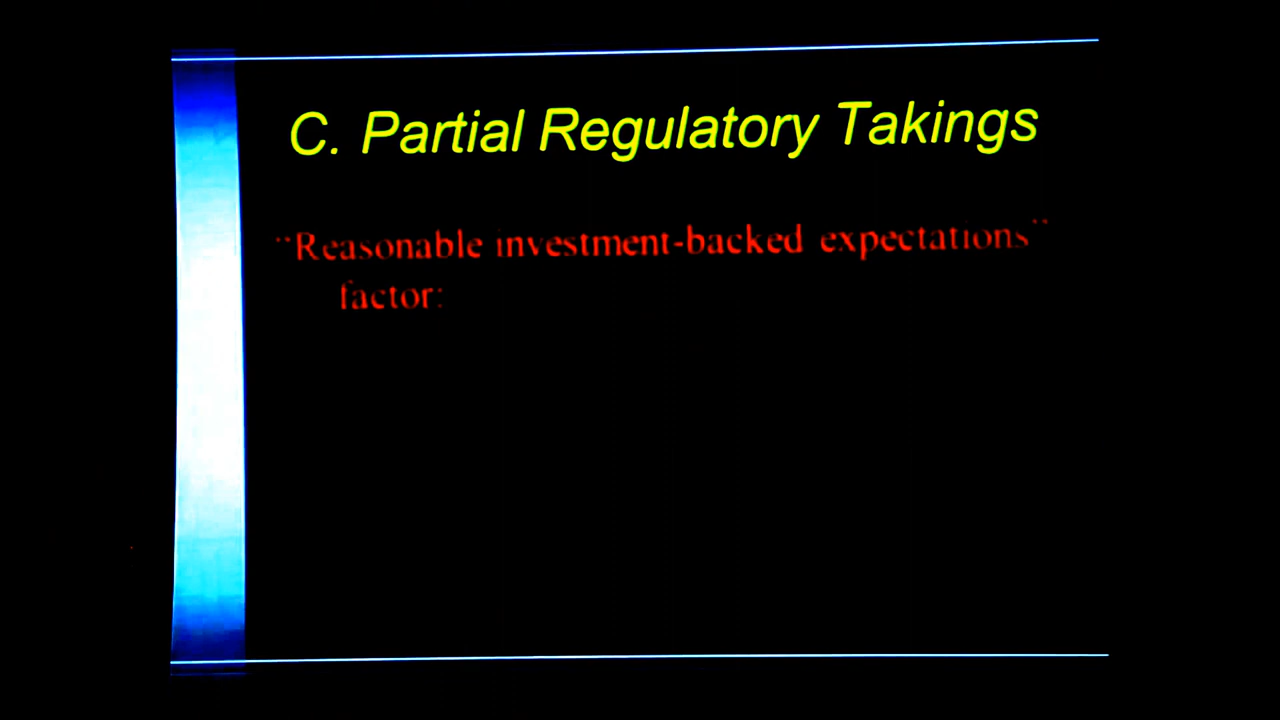 C. Partial Regulatory Takings
“Reasonable investment-backed expectations”
factor: